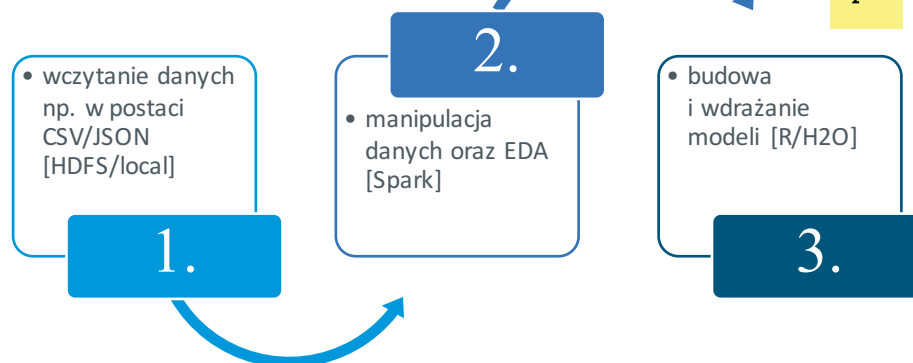 • wczytanie danych
np. w postaci
CSV/JSON
[HDFS/local]
1.
2.
• manipulacja
danych oraz EDA
[Spark]
• budowa
i wdrażanie
modeli [R/H2O]
3.